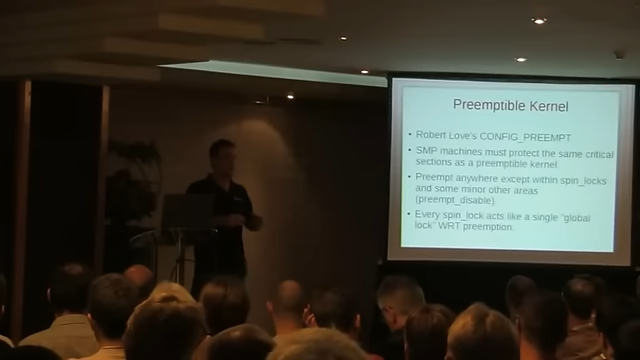 Preemptible Kernel
• Robert Love's CONFIG_PREEMPT
• SMP machines must protect the same critical
sections as a preemptible kernel
• Preempt anywhere except within spin_locks
and some minor other areas
(preempt_disable).
• Every spin_lock acts like a single "global
lock" WRT preemption.